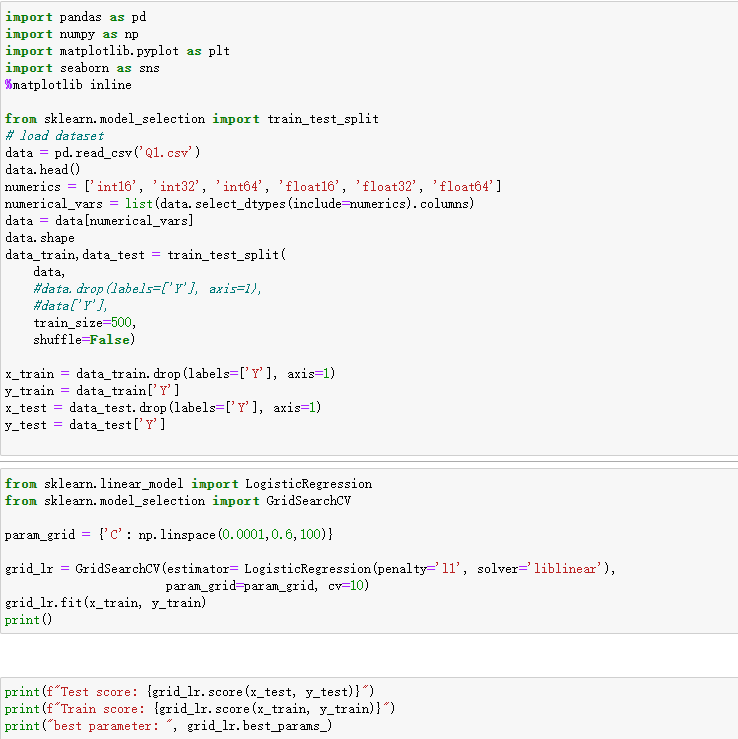 import pandas as pd
import numpy as np
import matplotlib.pyplot as plt
import seaborn as sns
%matplotlib inline
from sklearn.model_selection import train_test_split
# load dataset
data = pd.read_csv('Q1.csv')
data.head()
numerics = ['int16', 'int32', 'int64', 'float16', 'float32', 'float64']
numerical_vars = list(data.select_dtypes(include=numerics).columns)
data = data[numerical_vars]
data.shape
data_train,data_test = train_test_split(
    data,
    #data.drop(labels=['Y'], axis=1),
    #data['Y'],
    train_size=500,
    shuffle=False)
x_train = data_train.drop(labels=['Y'], axis=1)
y_train = data_train['Y']
x_test = data_test.drop(labels=['Y'], axis=1)
y_test = data_test['Y']
from sklearn.linear_model import LogisticRegression
from sklearn.model_selection import GridSearchCV
param_grid = {'C': np.linspace(0.0001,0.6,100)}
grid_lr = GridSearchCV(estimator= LogisticRegression(penalty='l1', solver='liblinear'),
                       param_grid=param_grid, cv=10)
grid_lr.fit(x_train, y_train)
print()
print(f"Test score: {grid_lr.score(x_test, y_test)}")
print(f"Train score: {grid_lr.score(x_train, y_train)}")
print("best parameter: ", grid_lr.best_params_)